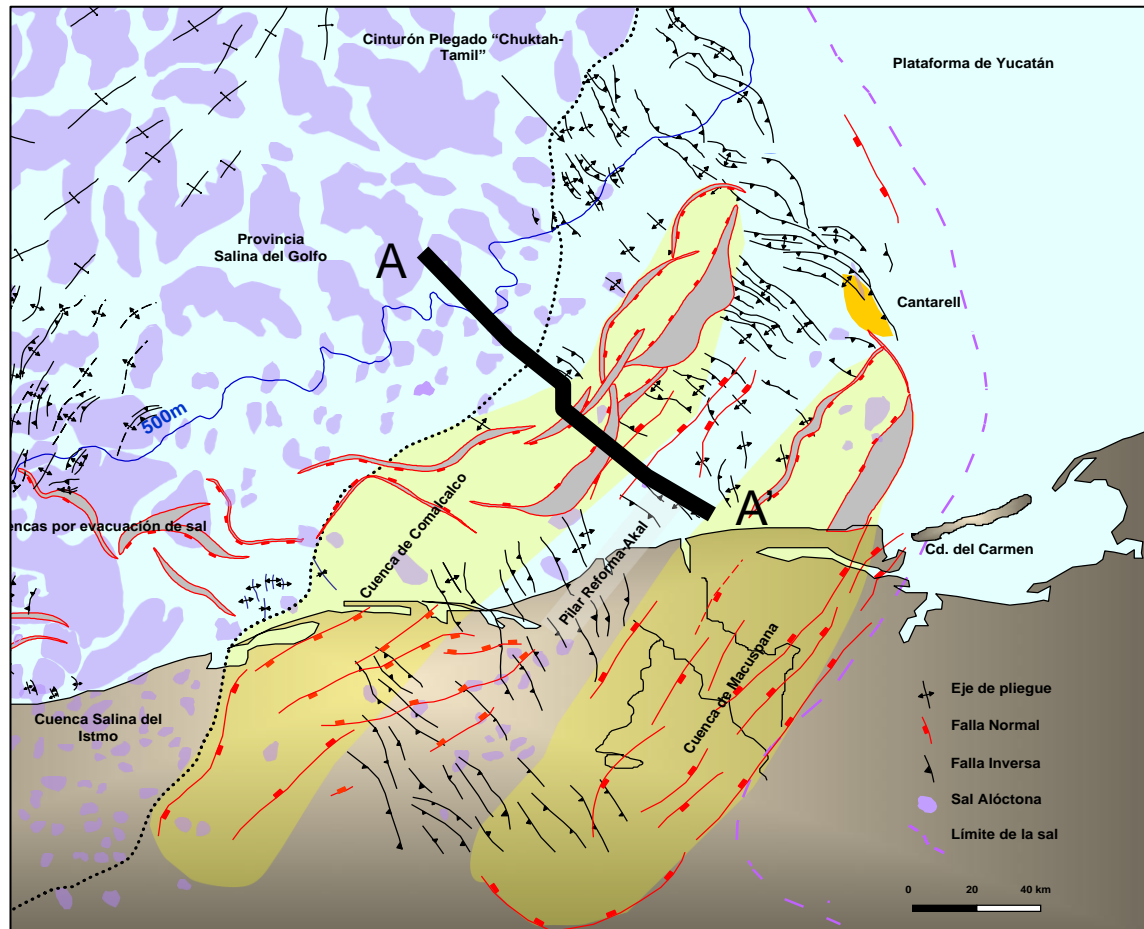 Cinturón Plegado “Chuktah-
Tamil”
Plataforma de Yucatán
Provincia
Salina del Golfo
A
Cantarell
500m
encas por evacuación de sal
Cuenca de Comalcalco
A'
Pilar Reforma-Akal
Cd. del Carmen
Cuenca de Macuspana
Cuenca Salina del
Istmo
Eje de pliegue
Falla Normal
Falla Inversa
Sal Alóctona
Límite de la sal
0 20 40 km